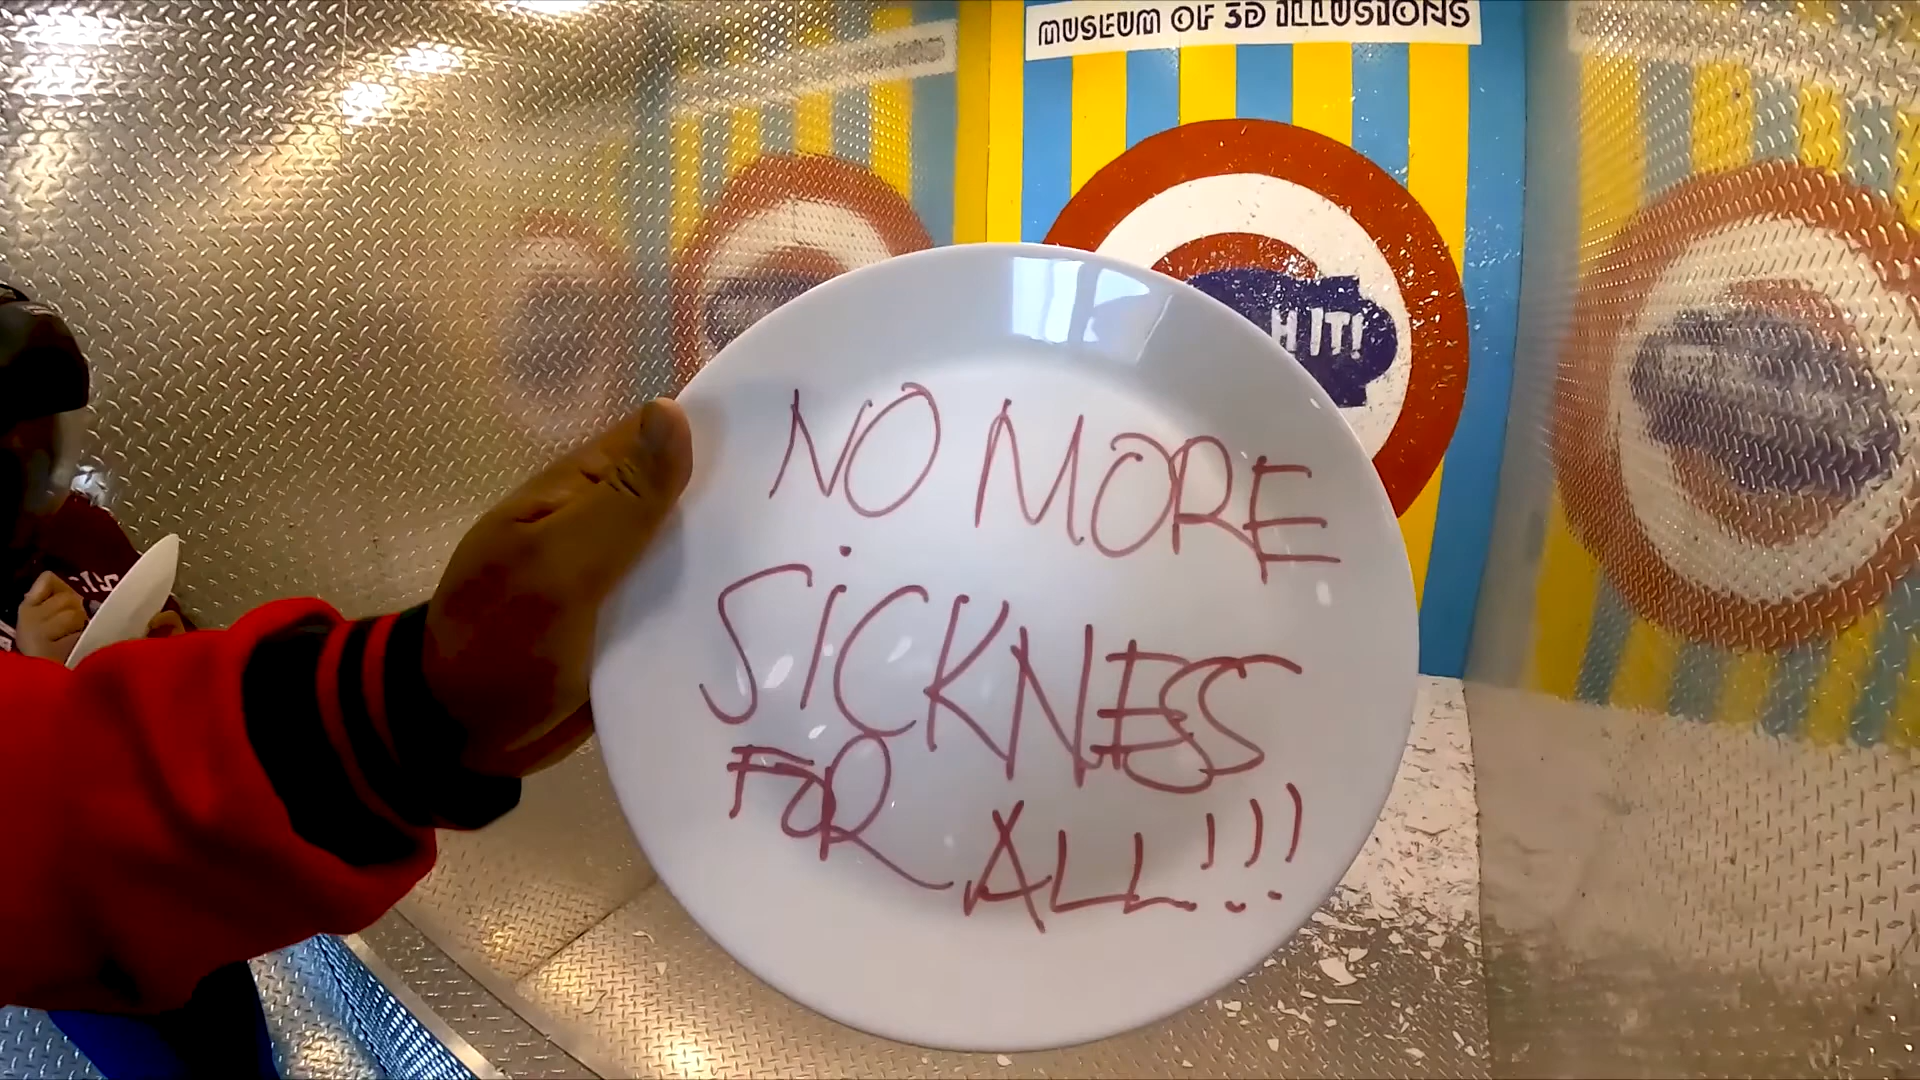 MUSEUM OF 3D ILLUSIONS
H IT!
NO MORE
SiCKNESS
FOR ALL!!!